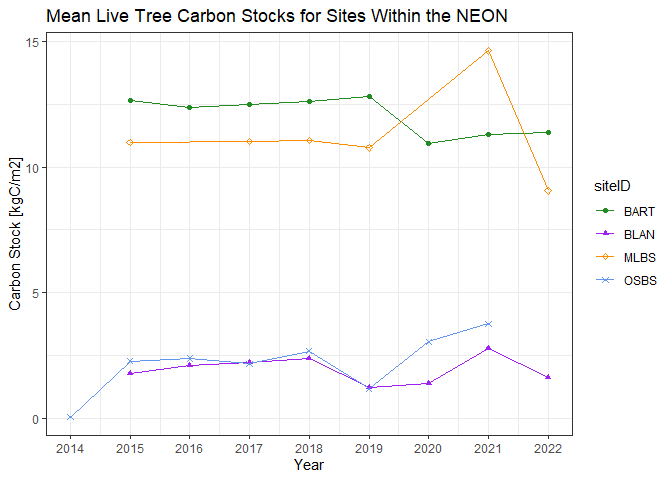 Mean Live Tree Carbon Stocks for Sites Within the NEON
15
10
5
0
Carbon Stock [kgC/m2]
2014 2015 2016 2017 2018 2019 2020 2021 2022
Year
siteID
BART
BLAN
MLBS
OSBS